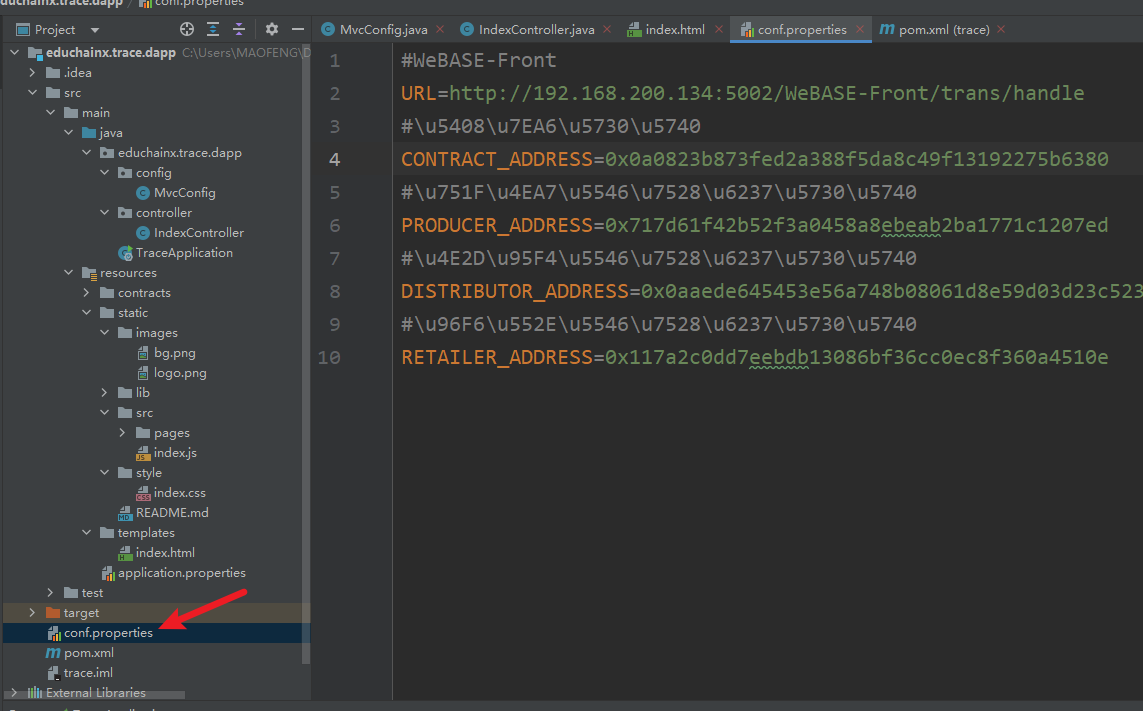 educhainx.trace.dapp / conf.properties
Project
MvcConfig.java
IndexController.java
index.html
conf.properties
pom.xml (trace)
educhainx.trace.dapp C:\Users\MAOFENG\D
.idea
src
main
java
educhainx.trace.dapp
config
MvcConfig
controller
IndexController
TraceApplication
resources
contracts
static
images
bg.png
logo.png
lib
src
pages
index.js
style
index.css
README.md
templates
index.html
application.properties
test
target
conf.properties
pom.xml
trace.iml
External Libraries
1 #WeBASE-Front
2 URL=http://192.168.200.134:5002/WeBASE-Front/trans/handle
3 #\u5408\u7EA6\u5730\u5740
4 CONTRACT_ADDRESS=0x0a0823b873fed2a388f5da8c49f13192275b6380
5 #\u751F\u4EA7\u5546\u7528\u6237\u5730\u5740
6 PRODUCER_ADDRESS=0x717d61f42b52f3a0458a8ebeab2ba1771c1207ed
7 #\u4E2D\u95F4\u5546\u7528\u6237\u5730\u5740
8 DISTRIBUTOR_ADDRESS=0x0aaede645453e56a748b08061d8e59d03d23c523
9 #\u96F6\u552E\u5546\u7528\u6237\u5730\u5740
10 RETAILER_ADDRESS=0x117a2c0dd7eebdb13086bf36cc0ec8f360a4510e